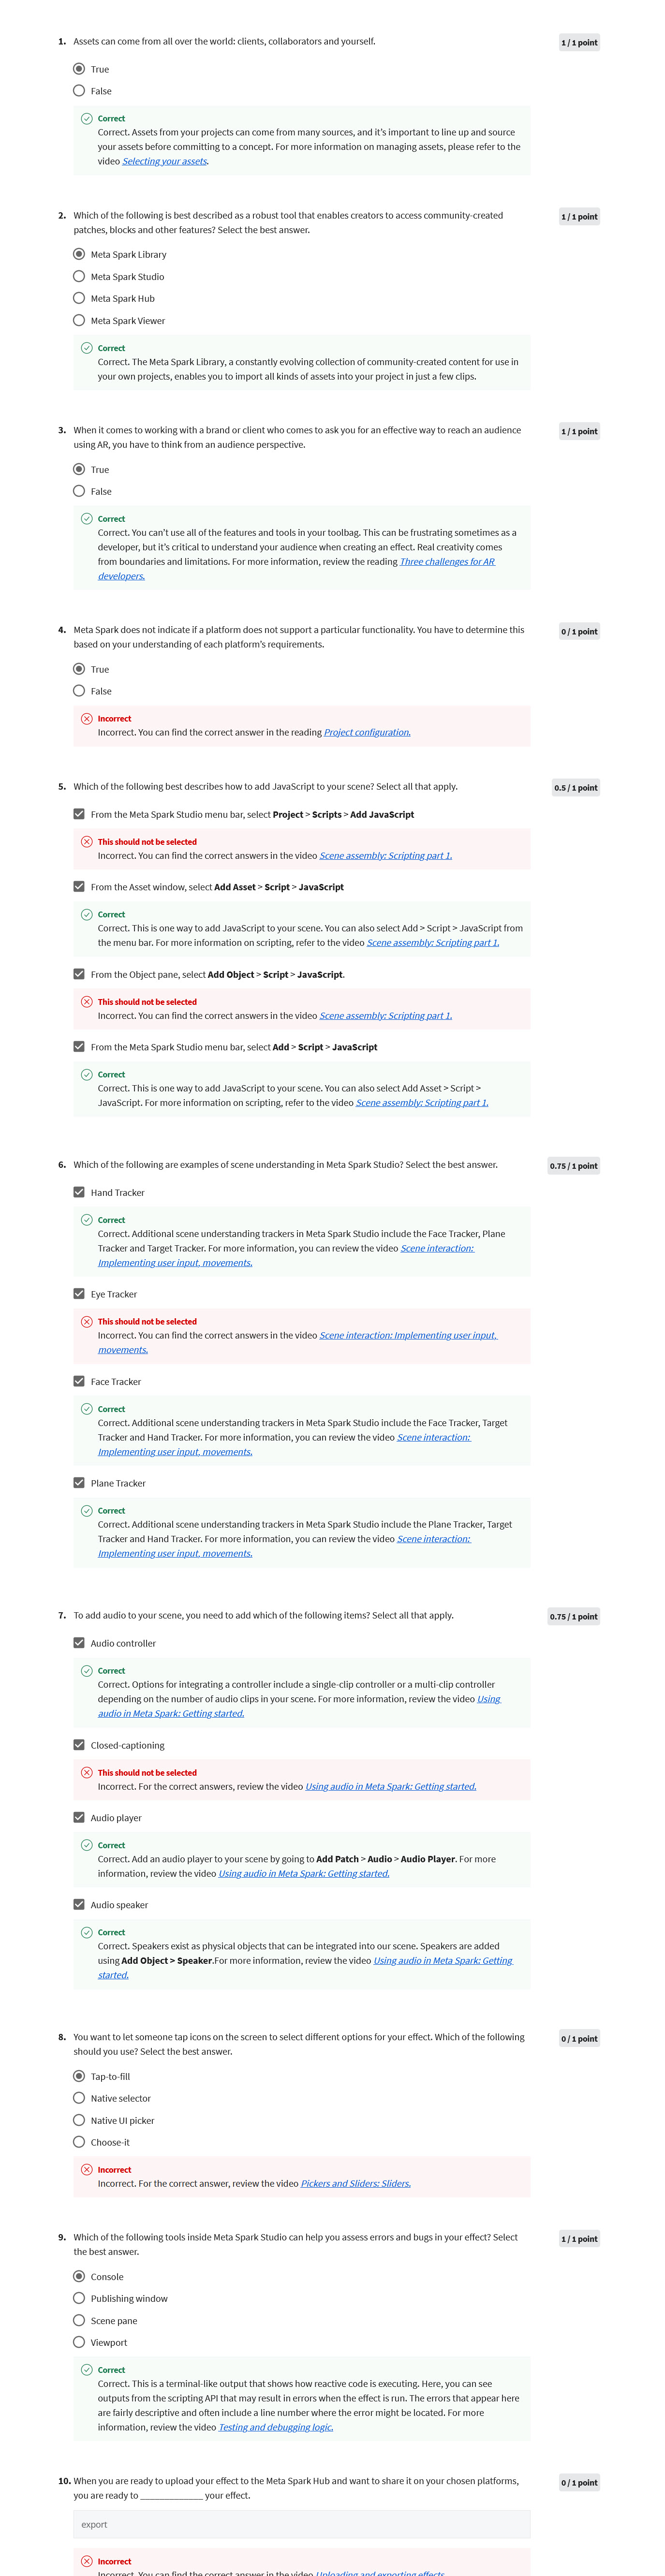 1. Assets can come from all over the world: clients, collaborators and yourself.
1 / 1 point
True
False
Correct
Correct. Assets from your projects can come from many sources, and it's important to line up and source
your assets before committing to a concept. For more information on managing assets, please refer to the
video Selecting your assets.
2. Which of the following is best described as a robust tool that enables creators to access community-created
patches, blocks and other features? Select the best answer.
1 / 1 point
Meta Spark Library
Meta Spark Studio
Meta Spark Hub
Meta Spark Viewer
Correct
Correct. The Meta Spark Library, a constantly evolving collection of community-created content for use in
your own projects, enables you to import all kinds of assets into your project in just a few clips.
3. When it comes to working with a brand or client who comes to ask you for an effective way to reach an audience
using AR, you have to think from an audience perspective.
1 / 1 point
True
False
Correct
Correct. You can't use all of the features and tools in your toolbag. This can be frustrating sometimes as a
developer, but it's critical to understand your audience when creating an effect. Real creativity comes
from boundaries and limitations. For more information, review the reading Three challenges for AR
developers.
4. Meta Spark does not indicate if a platform does not support a particular functionality. You have to determine this
based on your understanding of each platform's requirements.
0 / 1 point
True
False
Incorrect
Incorrect. You can find the correct answer in the reading Project configuration.
5. Which of the following best describes how to add JavaScript to your scene? Select all that apply.
0.5 / 1 point
From the Meta Spark Studio menu bar, select Project > Scripts > Add JavaScript
This should not be selected
Incorrect. You can find the correct answers in the video Scene assembly: Scripting part 1.
From the Asset window, select Add Asset > Script > JavaScript
Correct
Correct. This is one way to add JavaScript to your scene. You can also select Add > Script > JavaScript from
the menu bar. For more information on scripting, refer to the video Scene assembly: Scripting part 1.
From the Object pane, select Add Object > Script > JavaScript.
This should not be selected
Incorrect. You can find the correct answers in the video Scene assembly: Scripting part 1.
From the Meta Spark Studio menu bar, select Add > Script > JavaScript
Correct
Correct. This is one way to add JavaScript to your scene. You can also select Add Asset > Script >
JavaScript. For more information on scripting, refer to the video Scene assembly: Scripting part 1.
6. Which of the following are examples of scene understanding in Meta Spark Studio? Select the best answer.
0.75 / 1 point
Hand Tracker
Correct
Correct. Additional scene understanding trackers in Meta Spark Studio include the Face Tracker, Plane
Tracker and Target Tracker. For more information, you can review the video Scene interaction:
Implementing user input, movements.
Eye Tracker
This should not be selected
Incorrect. You can find the correct answers in the video Scene interaction: Implementing user input,
movements.
Face Tracker
Correct
Correct. Additional scene understanding trackers in Meta Spark Studio include the Face Tracker, Target
Tracker and Hand Tracker. For more information, you can review the video Scene interaction:
Implementing user input, movements.
Plane Tracker
Correct
Correct. Additional scene understanding trackers in Meta Spark Studio include the Plane Tracker, Target
Tracker and Hand Tracker. For more information, you can review the video Scene interaction:
Implementing user input, movements.
7. To add audio to your scene, you need to add which of the following items? Select all that apply.
0.75 / 1 point
Audio controller
Correct
Correct. Options for integrating a controller include a single-clip controller or a multi-clip controller
depending on the number of audio clips in your scene. For more information, review the video Using
audio in Meta Spark: Getting started.
Closed-captioning
This should not be selected
Incorrect. For the correct answers, review the video Using audio in Meta Spark: Getting started.
Audio player
Correct
Correct. Add an audio player to your scene by going to Add Patch > Audio > Audio Player. For more
information, review the video Using audio in Meta Spark: Getting started.
Audio speaker
Correct
Correct. Speakers exist as physical objects that can be integrated into our scene. Speakers are added
using Add Object > Speaker.For more information, review the video Using audio in Meta Spark: Getting
started.
8. You want to let someone tap icons on the screen to select different options for your effect. Which of the following
should you use? Select the best answer.
0 / 1 point
Tap-to-fill
Native selector
Native UI picker
Choose-it
Incorrect
Incorrect. For the correct answer, review the video Pickers and Sliders: Sliders.
9. Which of the following tools inside Meta Spark Studio can help you assess errors and bugs in your effect? Select
the best answer.
1 / 1 point
Console
Publishing window
Scene pane
Viewport
Correct
Correct. This is a terminal-like output that shows how reactive code is executing. Here, you can see
outputs from the scripting API that may result in errors when the effect is run. The errors that appear here
are fairly descriptive and often include a line number where the error might be located. For more
information, review the video Testing and debugging logic.
10. When you are ready to upload your effect to the Meta Spark Hub and want to share it on your chosen platforms,
you are ready to _____________ your effect.
0 / 1 point
export
Incorrect
Incorrect. You can find the correct answer in the video Uploading and exporting effects.